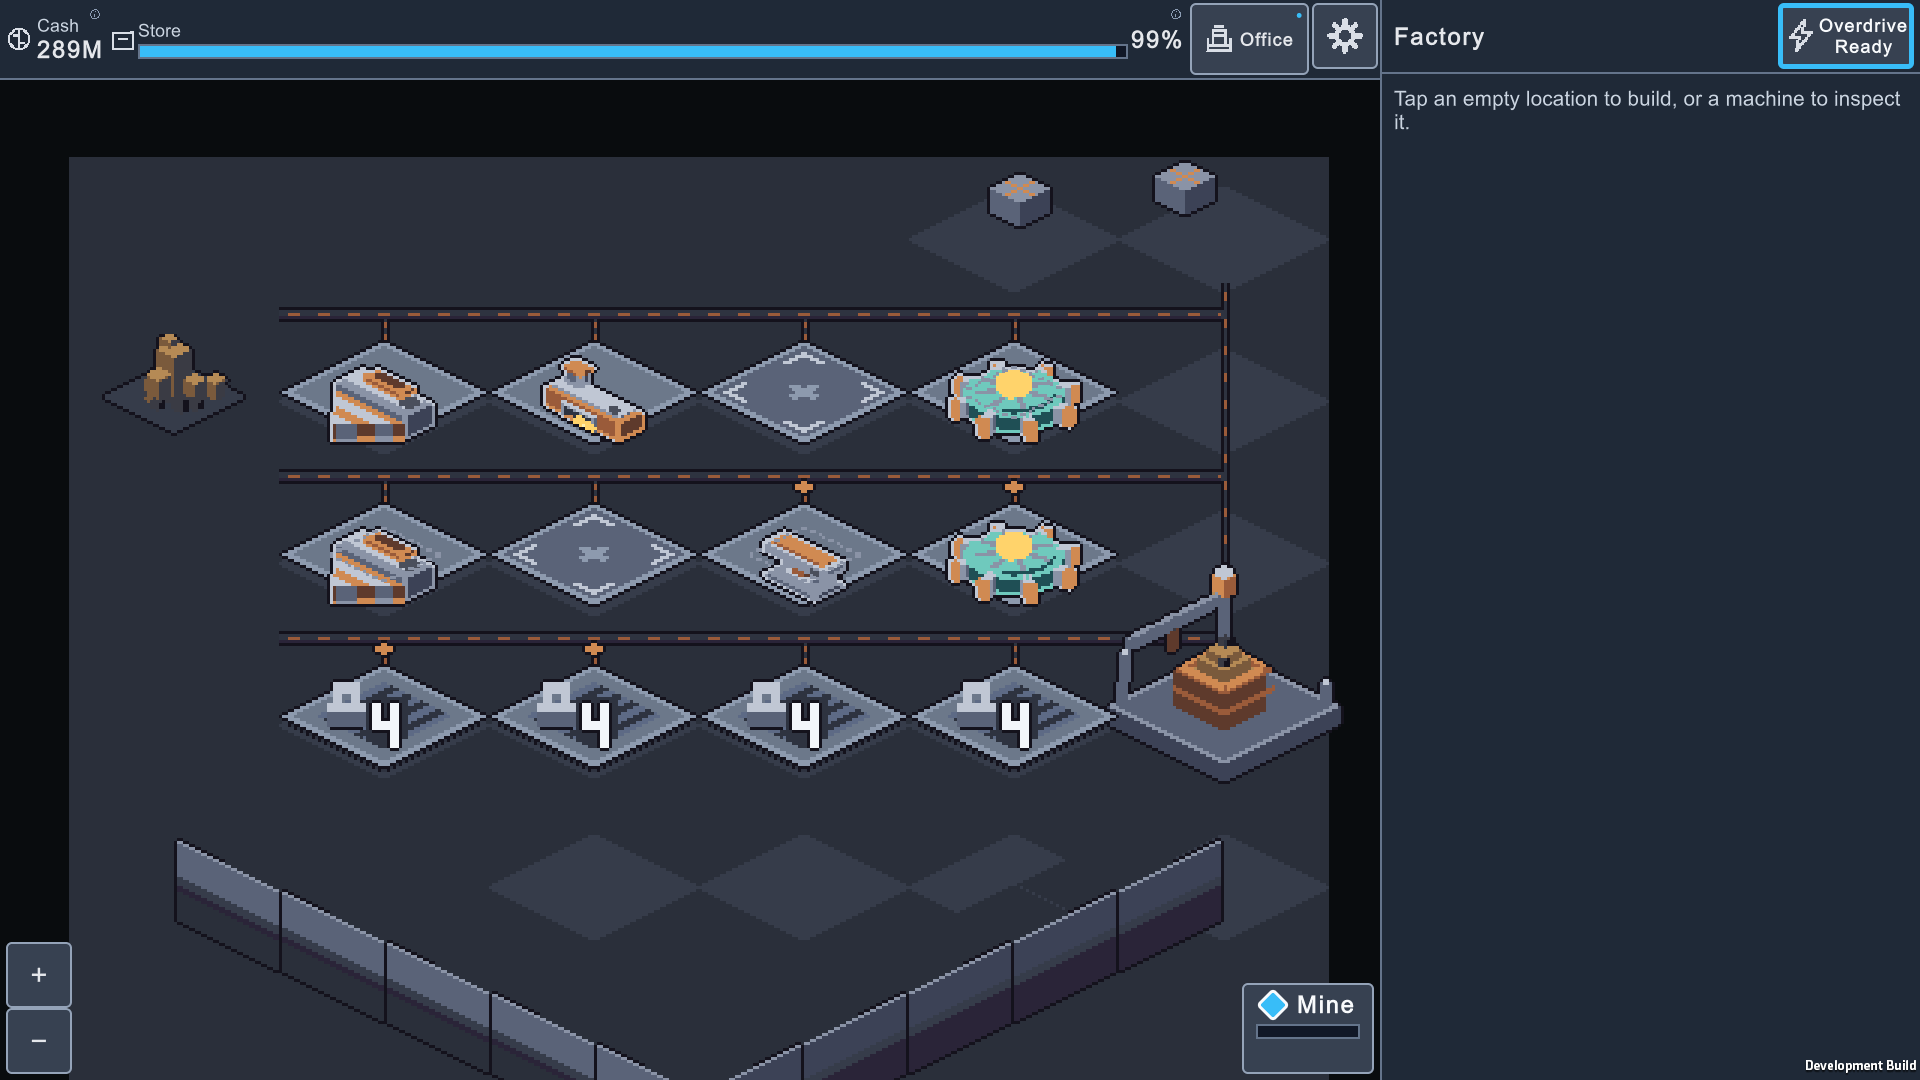 Cash
289M
Store
99%
Office
Factory
Overdrive
Ready
Tap an empty location to build, or a machine to inspect
it.
4
4
4
4
+
−
Mine
Development Build